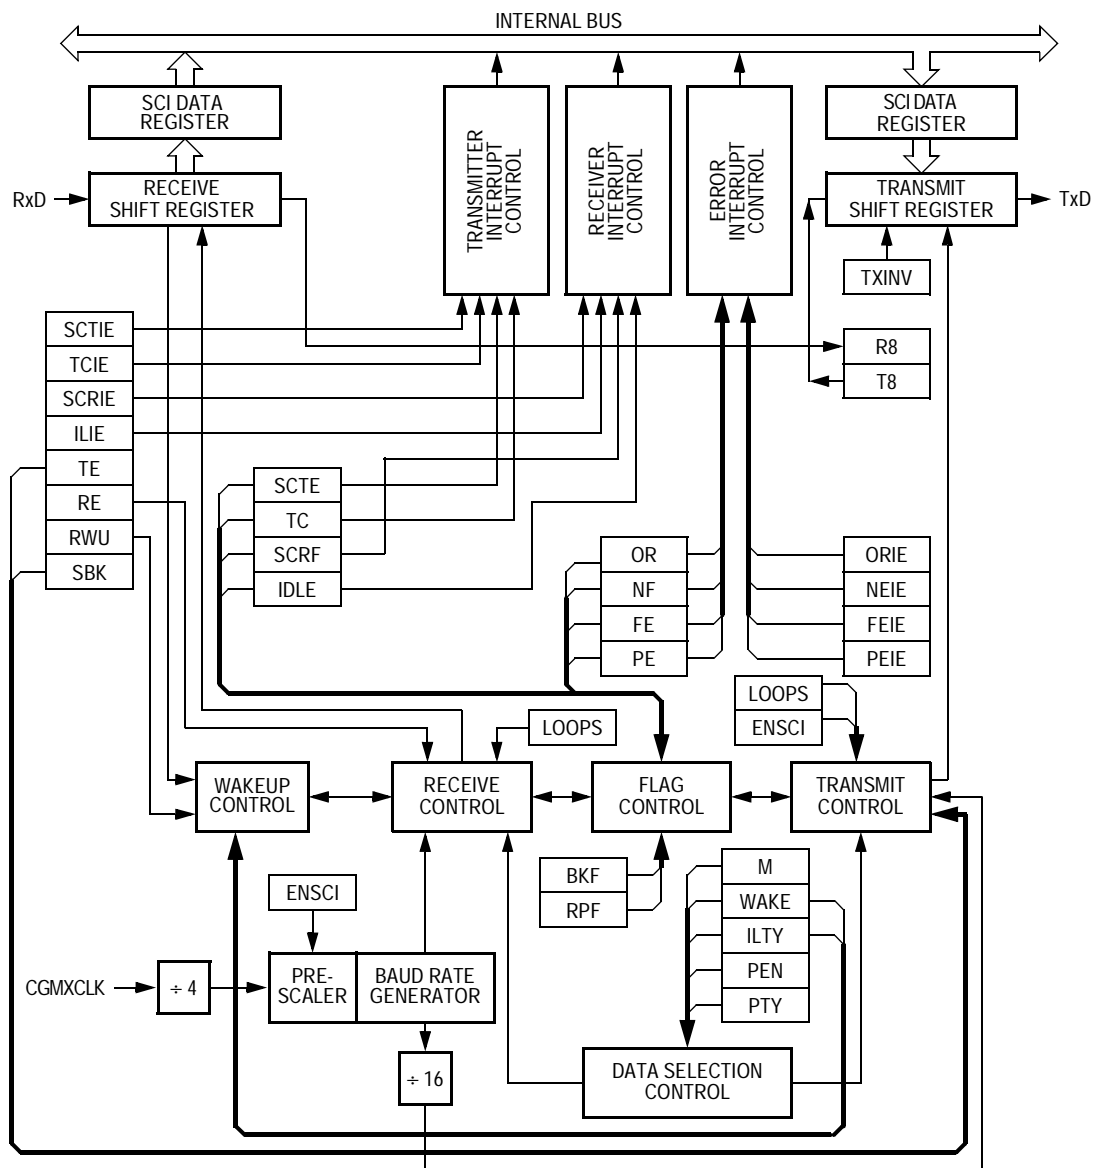 INTERNAL BUS
SCI DATA
REGISTER
RECEIVE
SHIFT REGISTER
RxD
TRANSMITTER
INTERRUPT
CONTROL
RECEIVER
INTERRUPT
CONTROL
ERROR
INTERRUPT
CONTROL
SCI DATA
REGISTER
TRANSMIT
SHIFT REGISTER
TxD
TXINV
R8
T8
SCTIE
TCIE
SCRIE
ILIE
TE
RE
RWU
SBK
SCTE
TC
SCRF
IDLE
OR
NF
FE
PE
ORIE
NEIE
FEIE
PEIE
LOOPS
LOOPS
ENSCI
WAKEUP
CONTROL
RECEIVE
CONTROL
FLAG
CONTROL
TRANSMIT
CONTROL
BKF
RPF
M
WAKE
ILTY
PEN
PTY
ENSCI
CGMXCLK
÷ 4
PRE-
SCALER
BAUD RATE
GENERATOR
÷ 16
DATA SELECTION
CONTROL